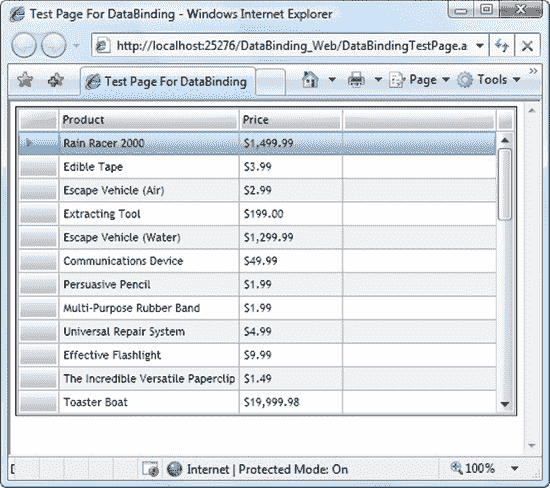 Test Page For DataBinding - Windows Internet Explorer
http://localhost:25276/DataBinding_Web/DataBindingTestPage.a
Test Page For DataBinding Page Tools
Product Price
Rain Racer 2000 $1,499.99
Edible Tape $3.99
Escape Vehicle (Air) $2.99
Extracting Tool $199.00
Escape Vehicle (Water) $1,299.99
Communications Device $49.99
Persuasive Pencil $1.99
Multi-Purpose Rubber Band $1.99
Universal Repair System $4.99
Effective Flashlight $9.99
The Incredible Versatile Paperclip $1.49
Toaster Boat $19,999.98
Internet | Protected Mode: On 100%